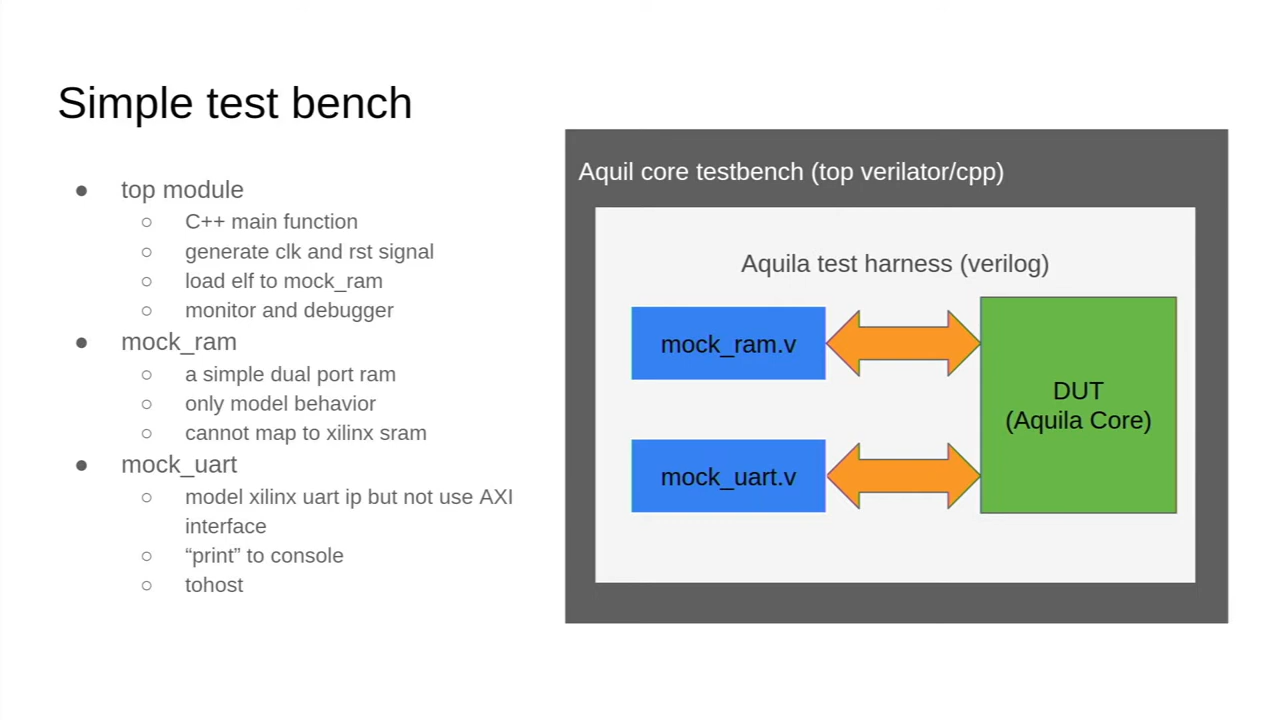 Simple test bench
● top module
○ C++ main function
○ generate clk and rst signal
○ load elf to mock_ram
○ monitor and debugger
● mock_ram
○ a simple dual port ram
○ only model behavior
○ cannot map to xilinx sram
● mock_uart
○ model xilinx uart ip but not use AXI
interface
○ “print” to console
○ tohost
Aquil core testbench (top verilator/cpp)
Aquila test harness (verilog)
mock_ram.v
mock_uart.v
DUT
(Aquila Core)